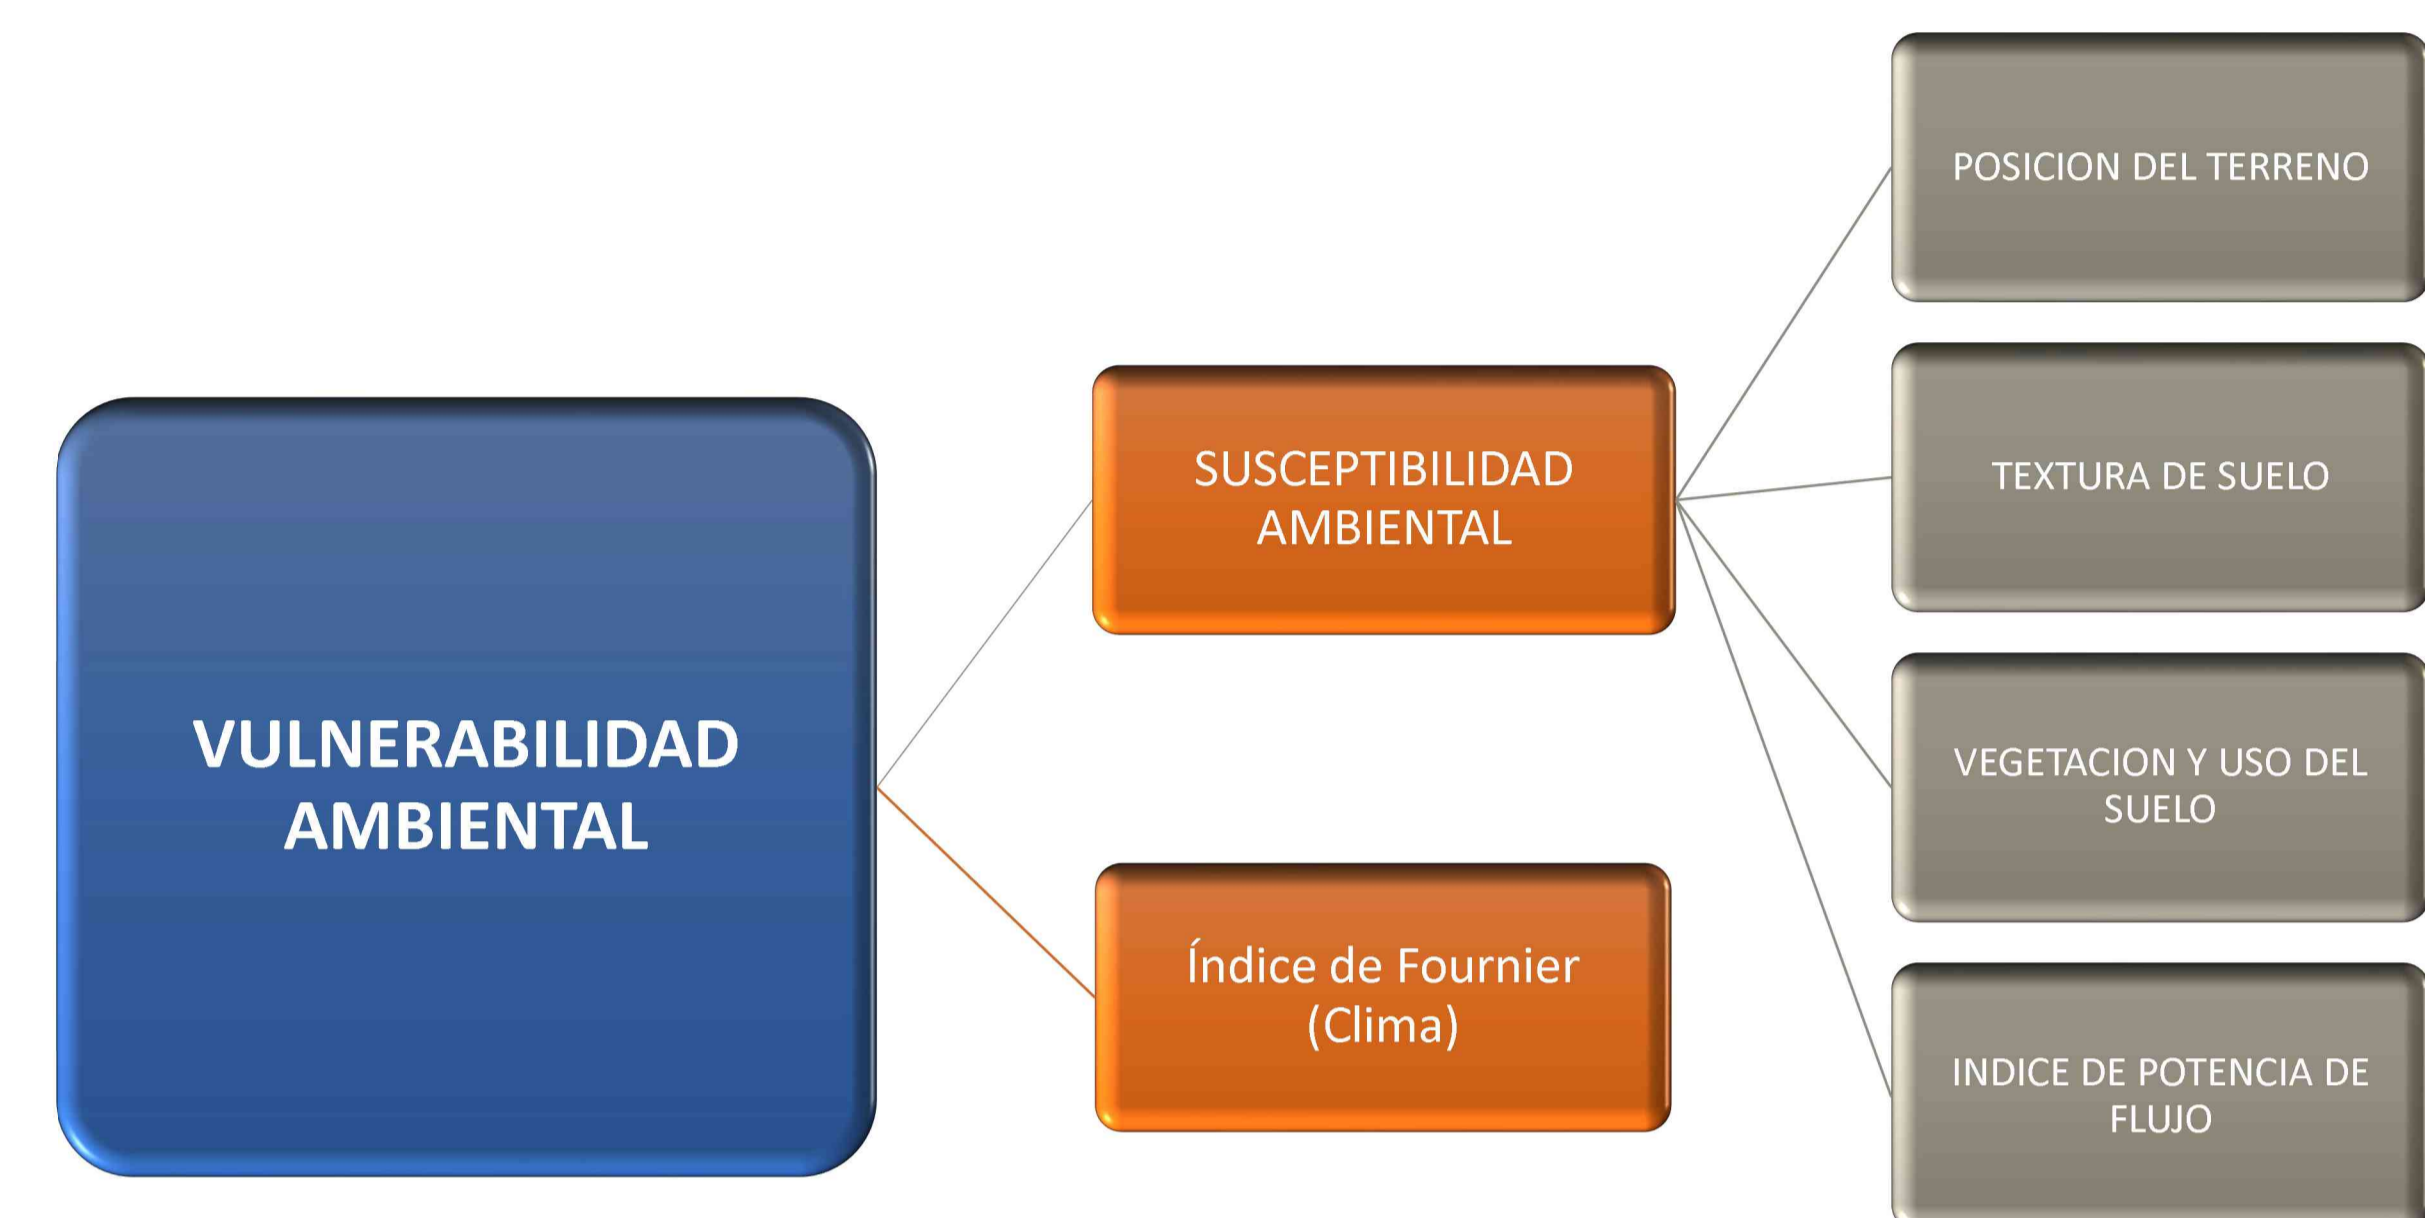 VULNERABILIDAD
AMBIENTAL
SUSCEPTIBILIDAD
AMBIENTAL
Índice de Fournier
(Clima)
POSICION DEL TERRENO
TEXTURA DE SUELO
VEGETACION Y USO DEL
SUELO
INDICE DE POTENCIA DE
FLUJO